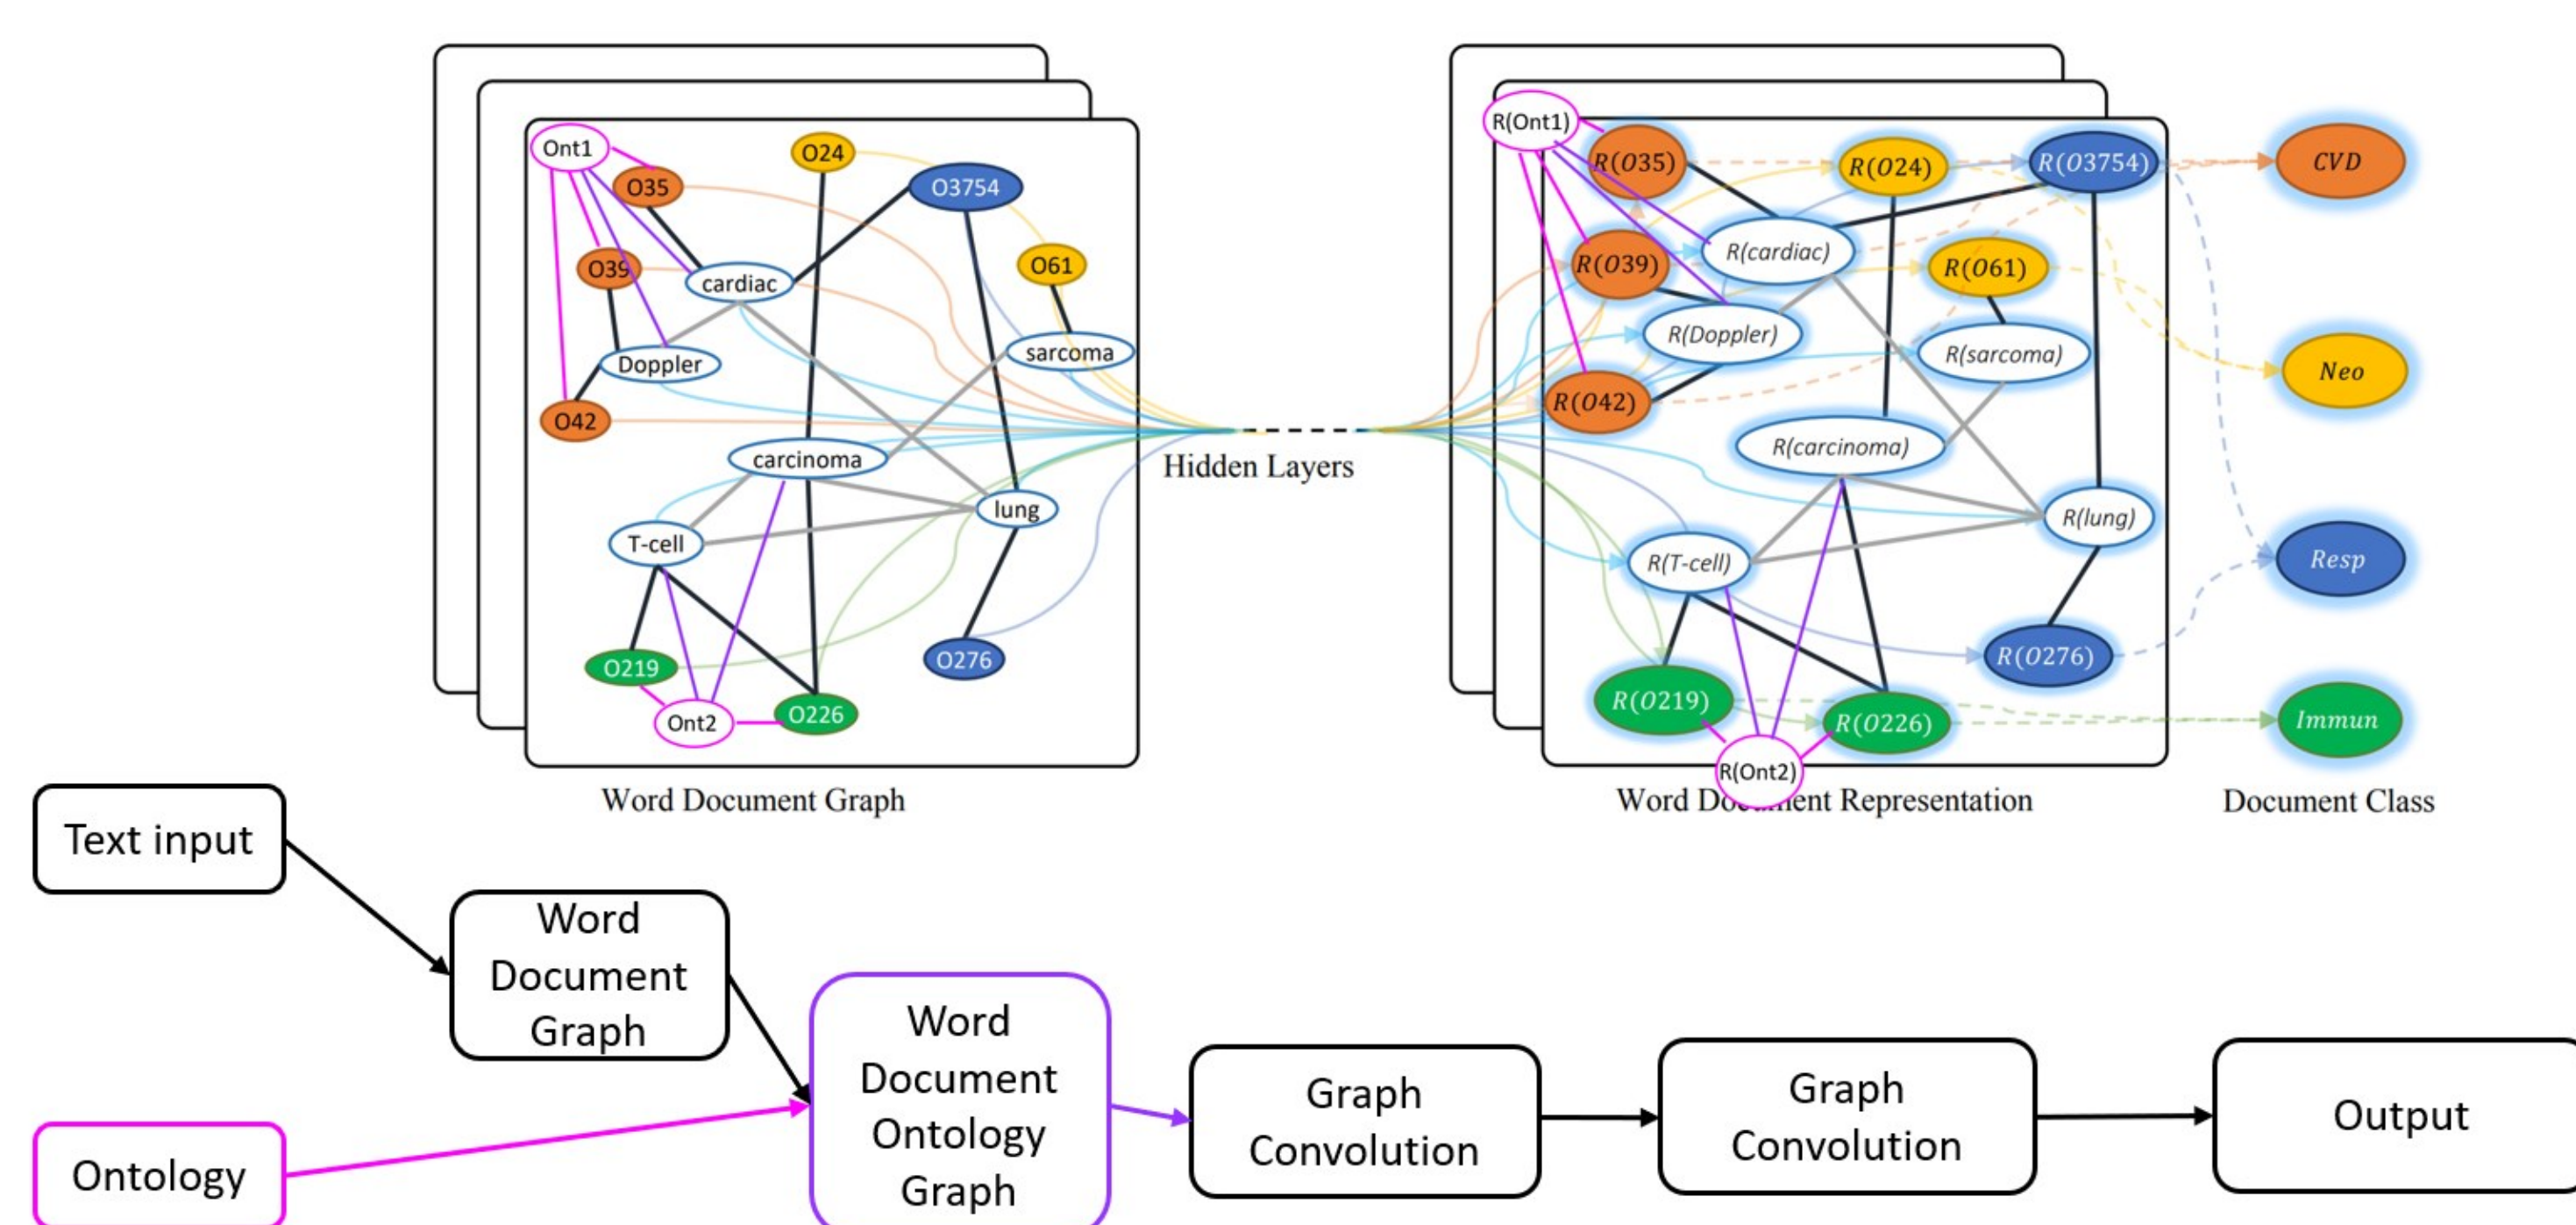 Ont1
O35
O24
O3754
O39
cardiac
O61
Doppler
sarcoma
O42
carcinoma
lung
T-cell
O219
Ont2
O226
O276
Word Document Graph
Hidden Layers
R(Ont1)
R(O35)
R(O24)
R(O3754)
R(O39)
R(cardiac)
R(O61)
R(Doppler)
R(sarcoma)
R(O42)
R(carcinoma)
R(lung)
R(T-cell)
R(O276)
R(O219)
R(O226)
R(Ont2)
Word Document Representation
CVD
Neo
Resp
Immun
Document Class
Text input
Word
Document
Graph
Ontology
Word
Document
Ontology
Graph
Graph
Convolution
Graph
Convolution
Output